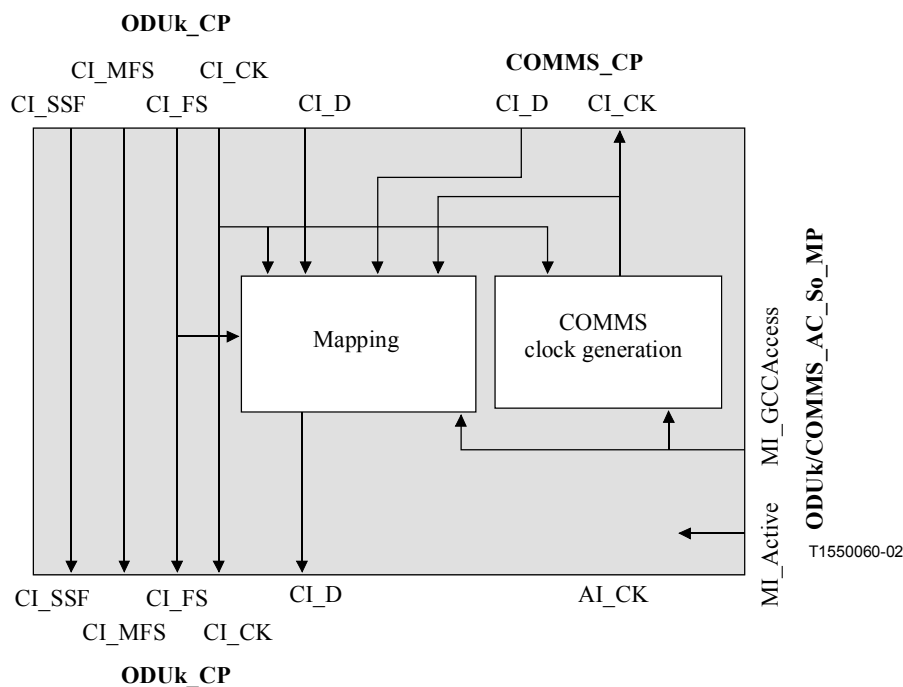 ODUk_CP
CI_MFS CI_CK
COMMS_CP
CI_SSF CI_FS CI_D CI_D CI_CK
Mapping
COMMS
clock generation
MI_GCCAccess
MI_Active
ODUk/COMMS_AC_So_MP
T1550060-02
CI_SSF CI_FS CI_D AI_CK
CI_MFS CI_CK
ODUk_CP